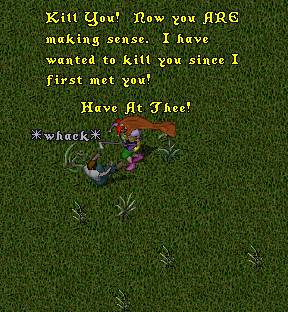 Kill You! Now you ARE
making sense. I have
wanted to kill you since I
first met you!
Have At Thee!
*whack*